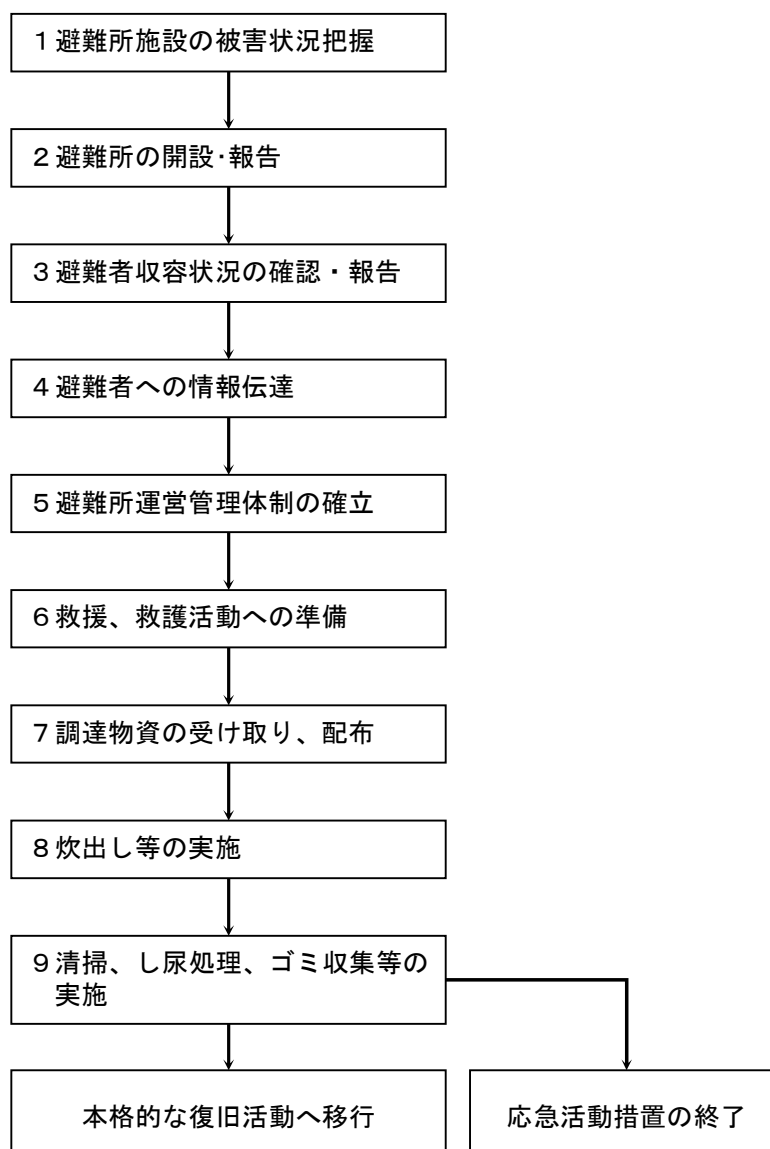 １避難所施設の被害状況把握
２避難所の開設･報告
３避難者収容状況の確認・報告
４避難者への情報伝達
５避難所運営管理体制の確立
６救援、救護活動への準備
７調達物資の受け取り、配布
８炊出し等の実施
９清掃、し尿処理、ゴミ収集等の
実施
本格的な復旧活動へ移行
応急活動措置の終了